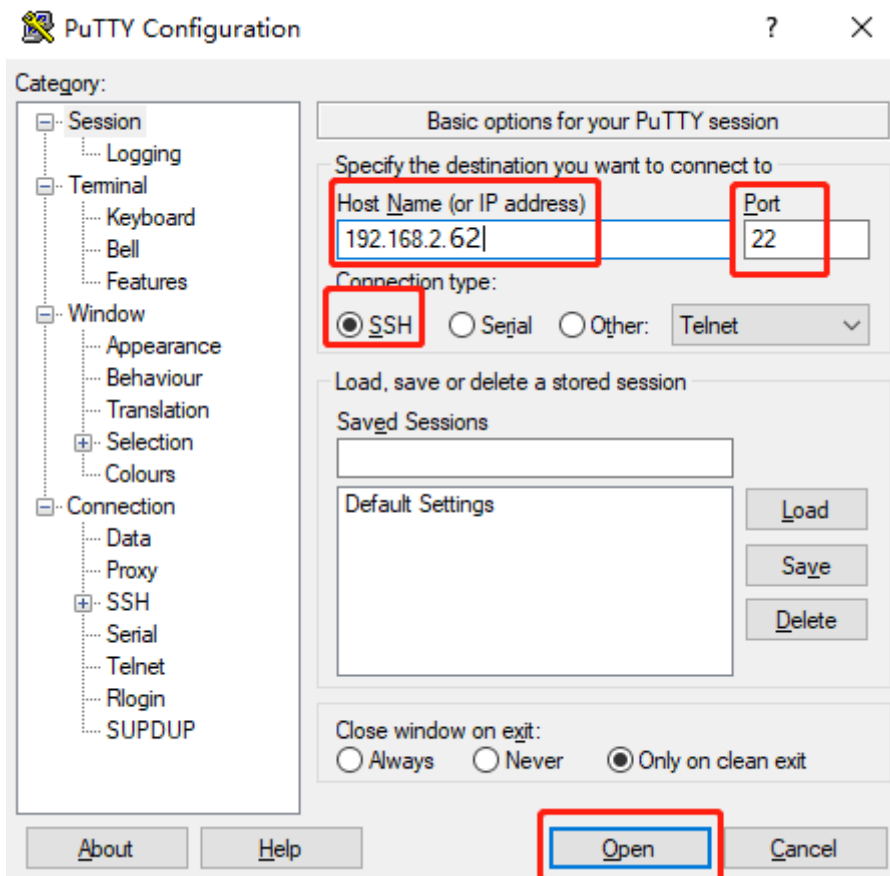 PuTTY Configuration
?
Category:
Session
Logging
Terminal
Keyboard
Bell
Features
Window
Appearance
Behaviour
Translation
Selection
Colours
Connection
Data
Proxy
SSH
Serial
Telnet
Rlogin
SUPDUP
Basic options for your PuTTY session
Specify the destination you want to connect to
Host Name (or IP address) Port
192.168.2.62 22
Connection type:
SSH Serial Other: Telnet
Load, save or delete a stored session
Saved Sessions
Default Settings
Load
Save
Delete
Close window on exit:
Always Never Only on clean exit
About Help Open Cancel